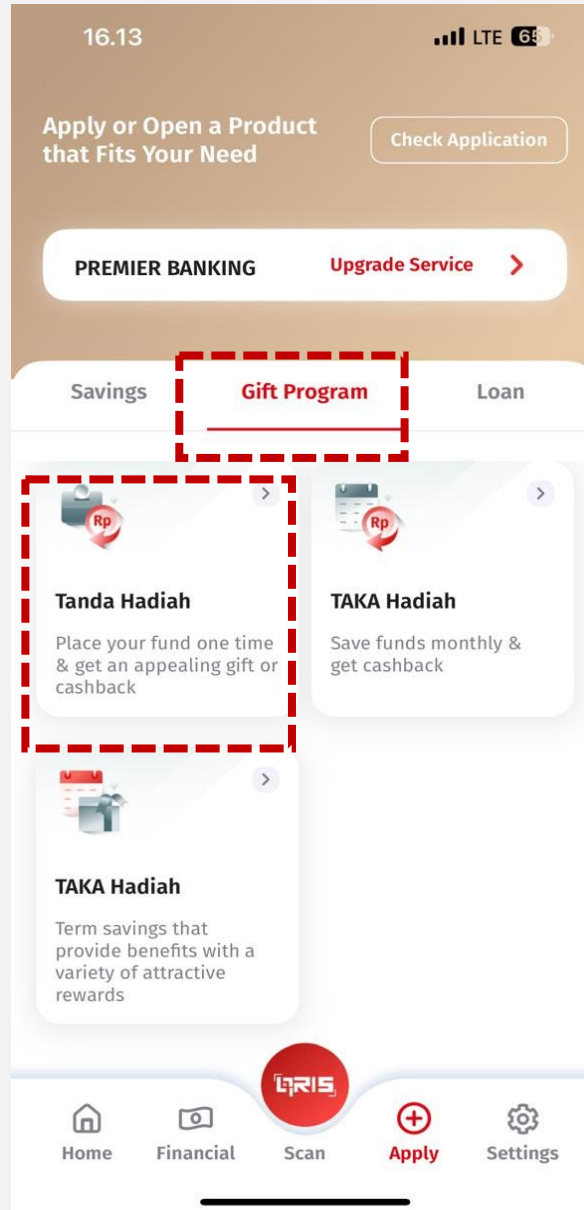 16.13
LTE 65
Apply or Open a Product
that Fits Your Need
Check Application
PREMIER BANKING
Upgrade Service
Savings
Gift Program
Loan
Rp
Tanda Hadiah
Place your fund one time
& get an appealing gift or
cashback
Rp
TAKA Hadiah
Save funds monthly &
get cashback
TAKA Hadiah
Term savings that
provide benefits with a
variety of attractive
rewards
QRIS
Home
Financial
Scan
Apply
Settings